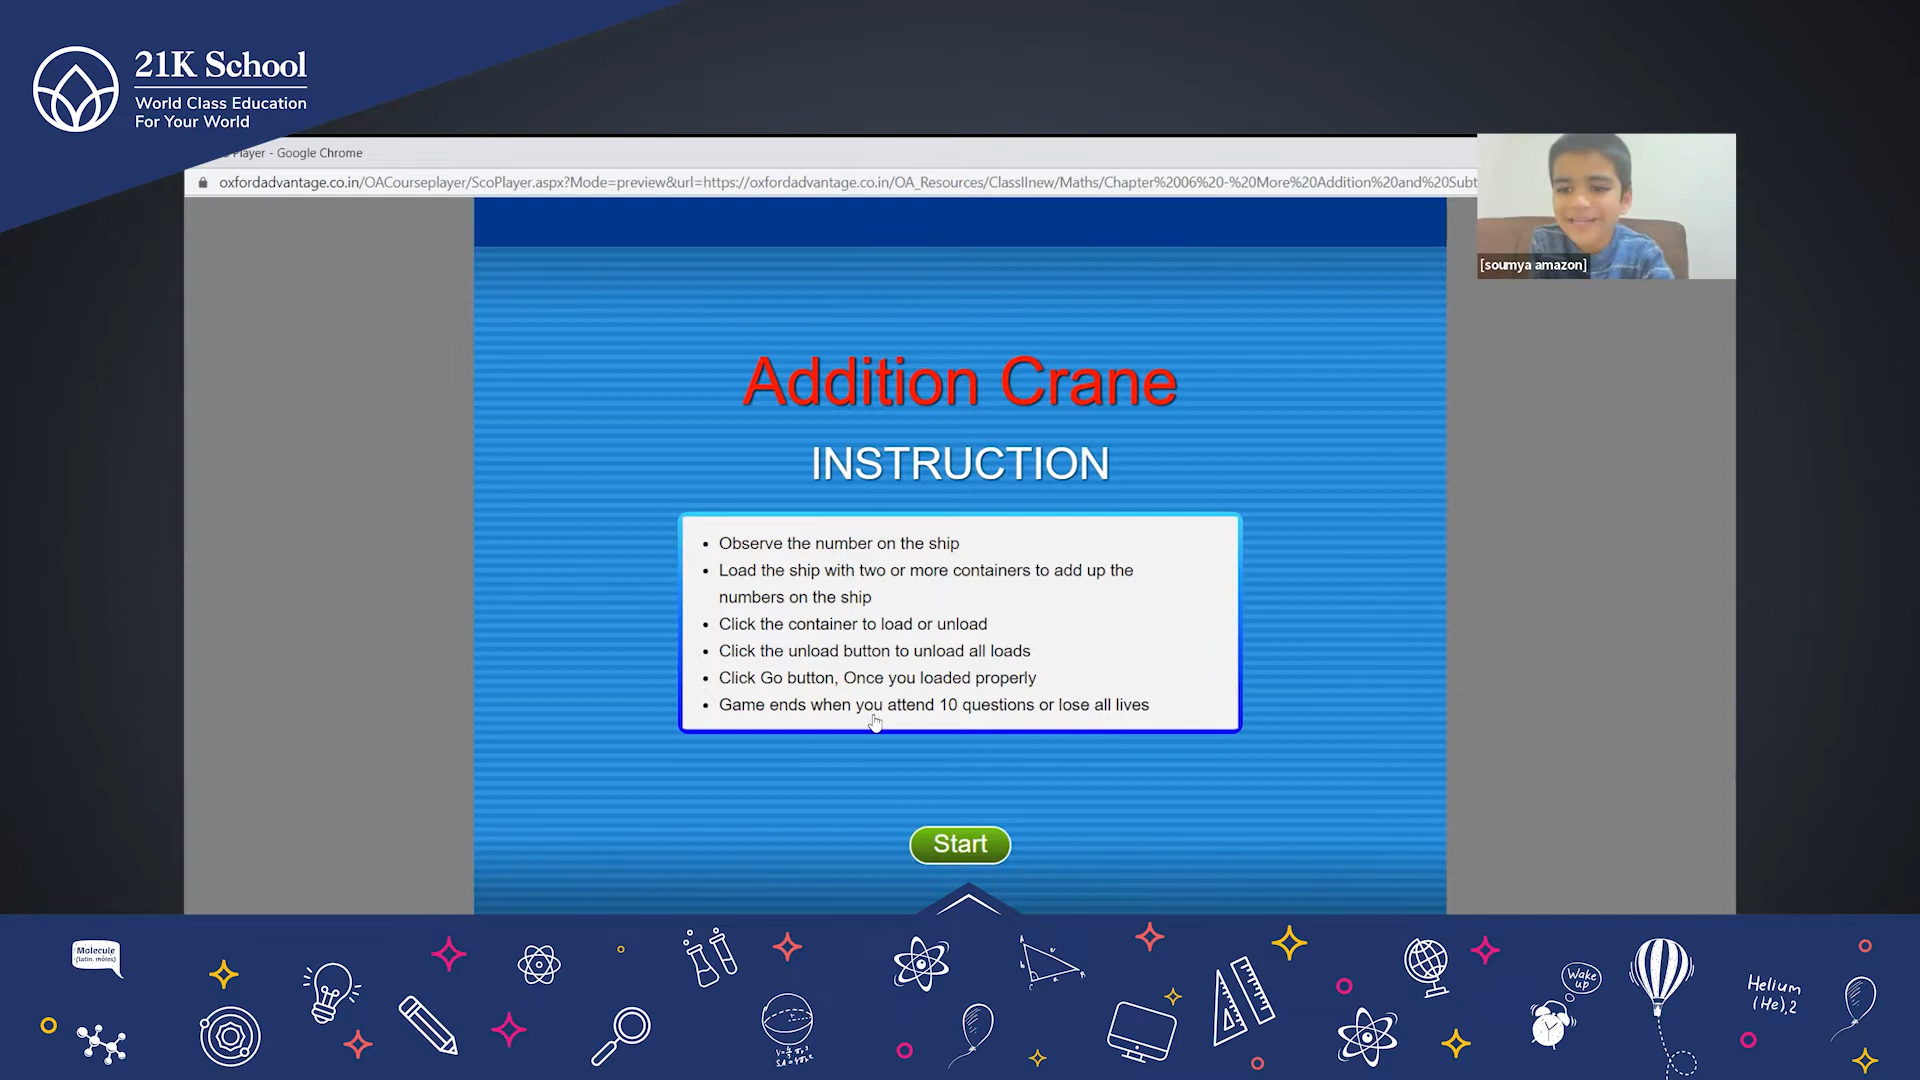 21K School
World Class Education
For Your World
Player - Google Chrome
oxfordadvantage.co.in/OACourseplayer/ScoPlayer.aspx?Mode=preview&url=https://oxfordadvantage.co.in/OA_Resources/ClassIInew/Maths/Chapter%2006%20-%20More%20Addition%20and%20Subt
[soumya amazon]
Addition Crane
INSTRUCTION
• Observe the number on the ship
• Load the ship with two or more containers to add up the
numbers on the ship
• Click the container to load or unload
• Click the unload button to unload all loads
• Click Go button, Once you loaded properly
• Game ends when you attend 10 questions or lose all lives
Start
Molecule
(latin. moles)
Wake
up
Helium
(He),2